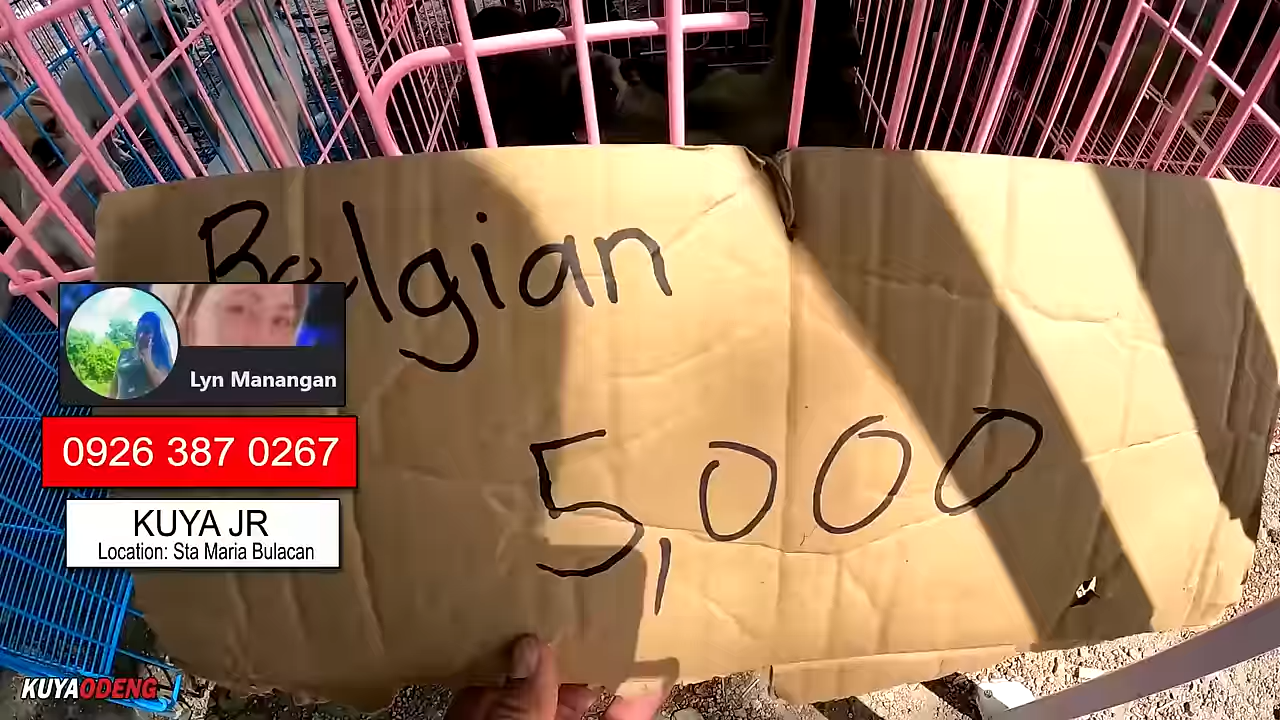 Belgian
5,000
Lyn Manangan
0926 387 0267
KUYA JR
Location: Sta Maria Bulacan
KUYAODENG